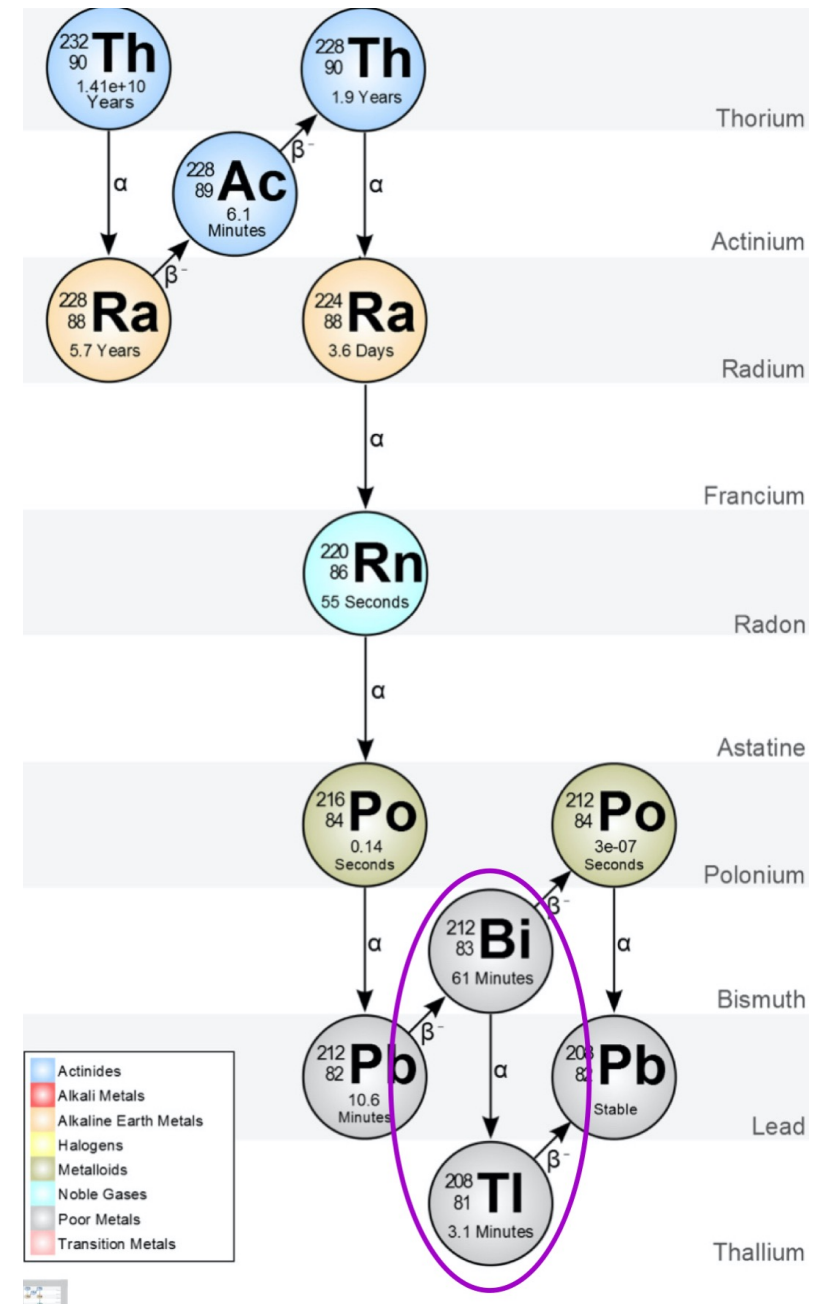 232
90
Th
1.41e+10
Years
228
90
Th
1.9 Years
Thorium
α
β⁻
α
228
89
Ac
6.1
Minutes
Actinium
β⁻
228
88
Ra
5.7 Years
224
88
Ra
3.6 Days
Radium
α
Francium
220
86
Rn
55 Seconds
Radon
α
Astatine
216
84
Po
0.14
Seconds
212
84
Po
3e-07
Seconds
Polonium
β⁻
α
212
83
Bi
61 Minutes
α
Bismuth
β⁻
212
82
Pb
10.6
Minutes
α
208
82
Pb
Stable
Lead
β⁻
208
81
Tl
3.1 Minutes
Thallium
Actinides
Alkali Metals
Alkaline Earth Metals
Halogens
Metalloids
Noble Gases
Poor Metals
Transition Metals